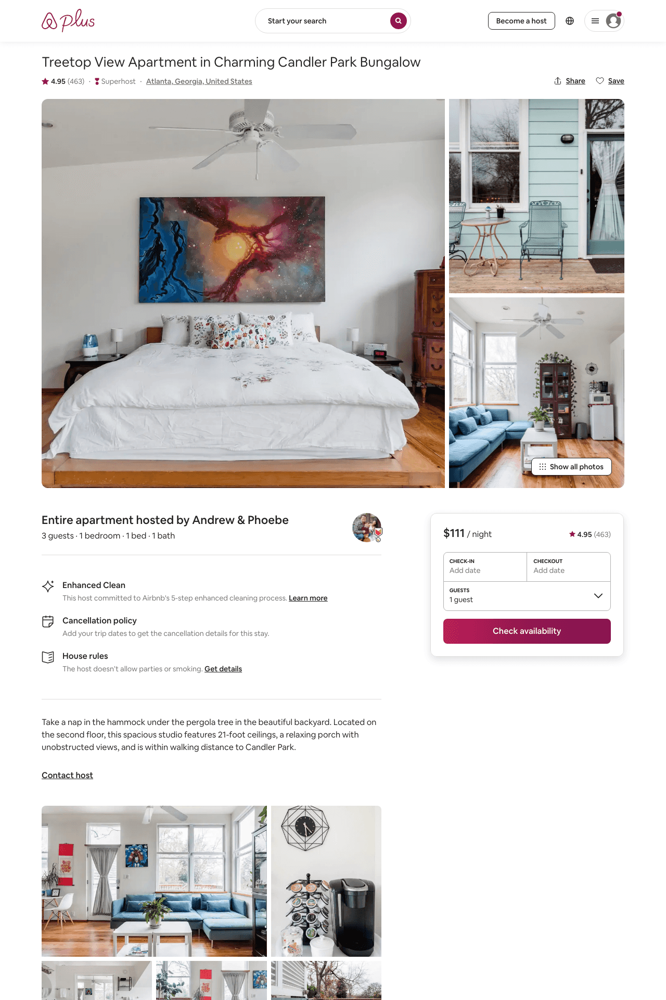 plus
Start your search
Become a host
Treetop View Apartment in Charming Candler Park Bungalow
4.95 (463) · Superhost · Atlanta, Georgia, United States
Share
Save
Show all photos
Entire apartment hosted by Andrew & Phoebe
3 guests · 1 bedroom · 1 bed · 1 bath
$111 / night
4.95 (463)
CHECK-IN
Add date
CHECKOUT
Add date
GUESTS
1 guest
Check availability
Enhanced Clean
This host committed to Airbnb's 5-step enhanced cleaning process. Learn more
Cancellation policy
Add your trip dates to get the cancellation details for this stay.
House rules
The host doesn't allow parties or smoking. Get details
Take a nap in the hammock under the pergola tree in the beautiful backyard. Located on
the second floor, this spacious studio features 21-foot ceilings, a relaxing porch with
unobstructed views, and is within walking distance to Candler Park.
Contact host